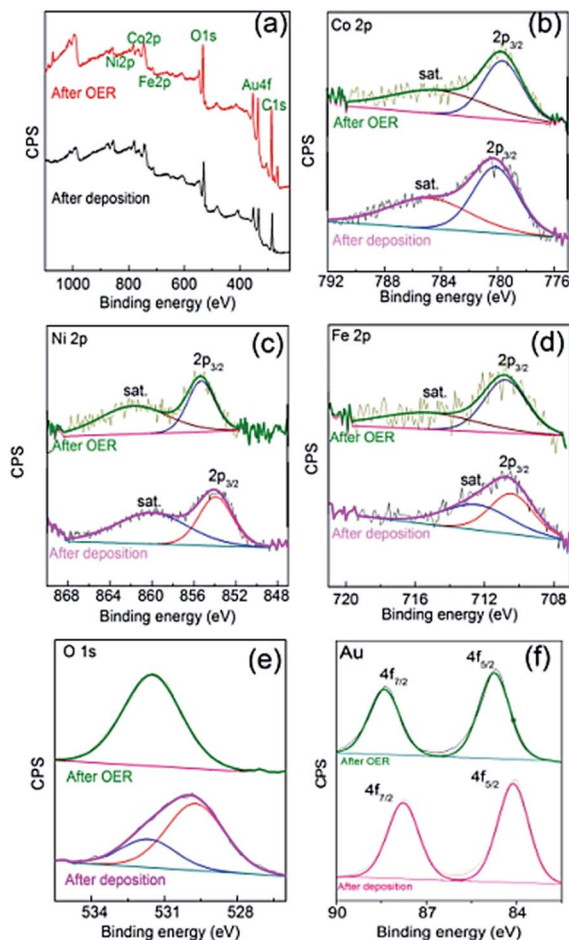 (a)
Co2p
O1s
Ni2p
Fe2p
Au4f
C1s
After OER
After deposition
CPS
1000 800 600 400
Binding energy (eV)
Co 2p
(b)
2p3/2
sat.
After OER
2p3/2
sat.
After deposition
CPS
792 788 784 780 776
Binding energy (eV)
Ni 2p
(c)
2p3/2
sat.
After OER
2p3/2
sat.
After deposition
CPS
868 864 860 856 852 848
Binding energy (eV)
Fe 2p
(d)
2p3/2
sat.
After OER
2p3/2
sat.
After deposition
CPS
720 716 712 708
Binding energy (eV)
O 1s
(e)
After OER
After deposition
CPS
534 530 528
Binding energy (eV)
Au
(f)
4f7/2
4f5/2
After OER
4f7/2
4f5/2
After deposition
CPS
90 87 84
Binding energy (eV)